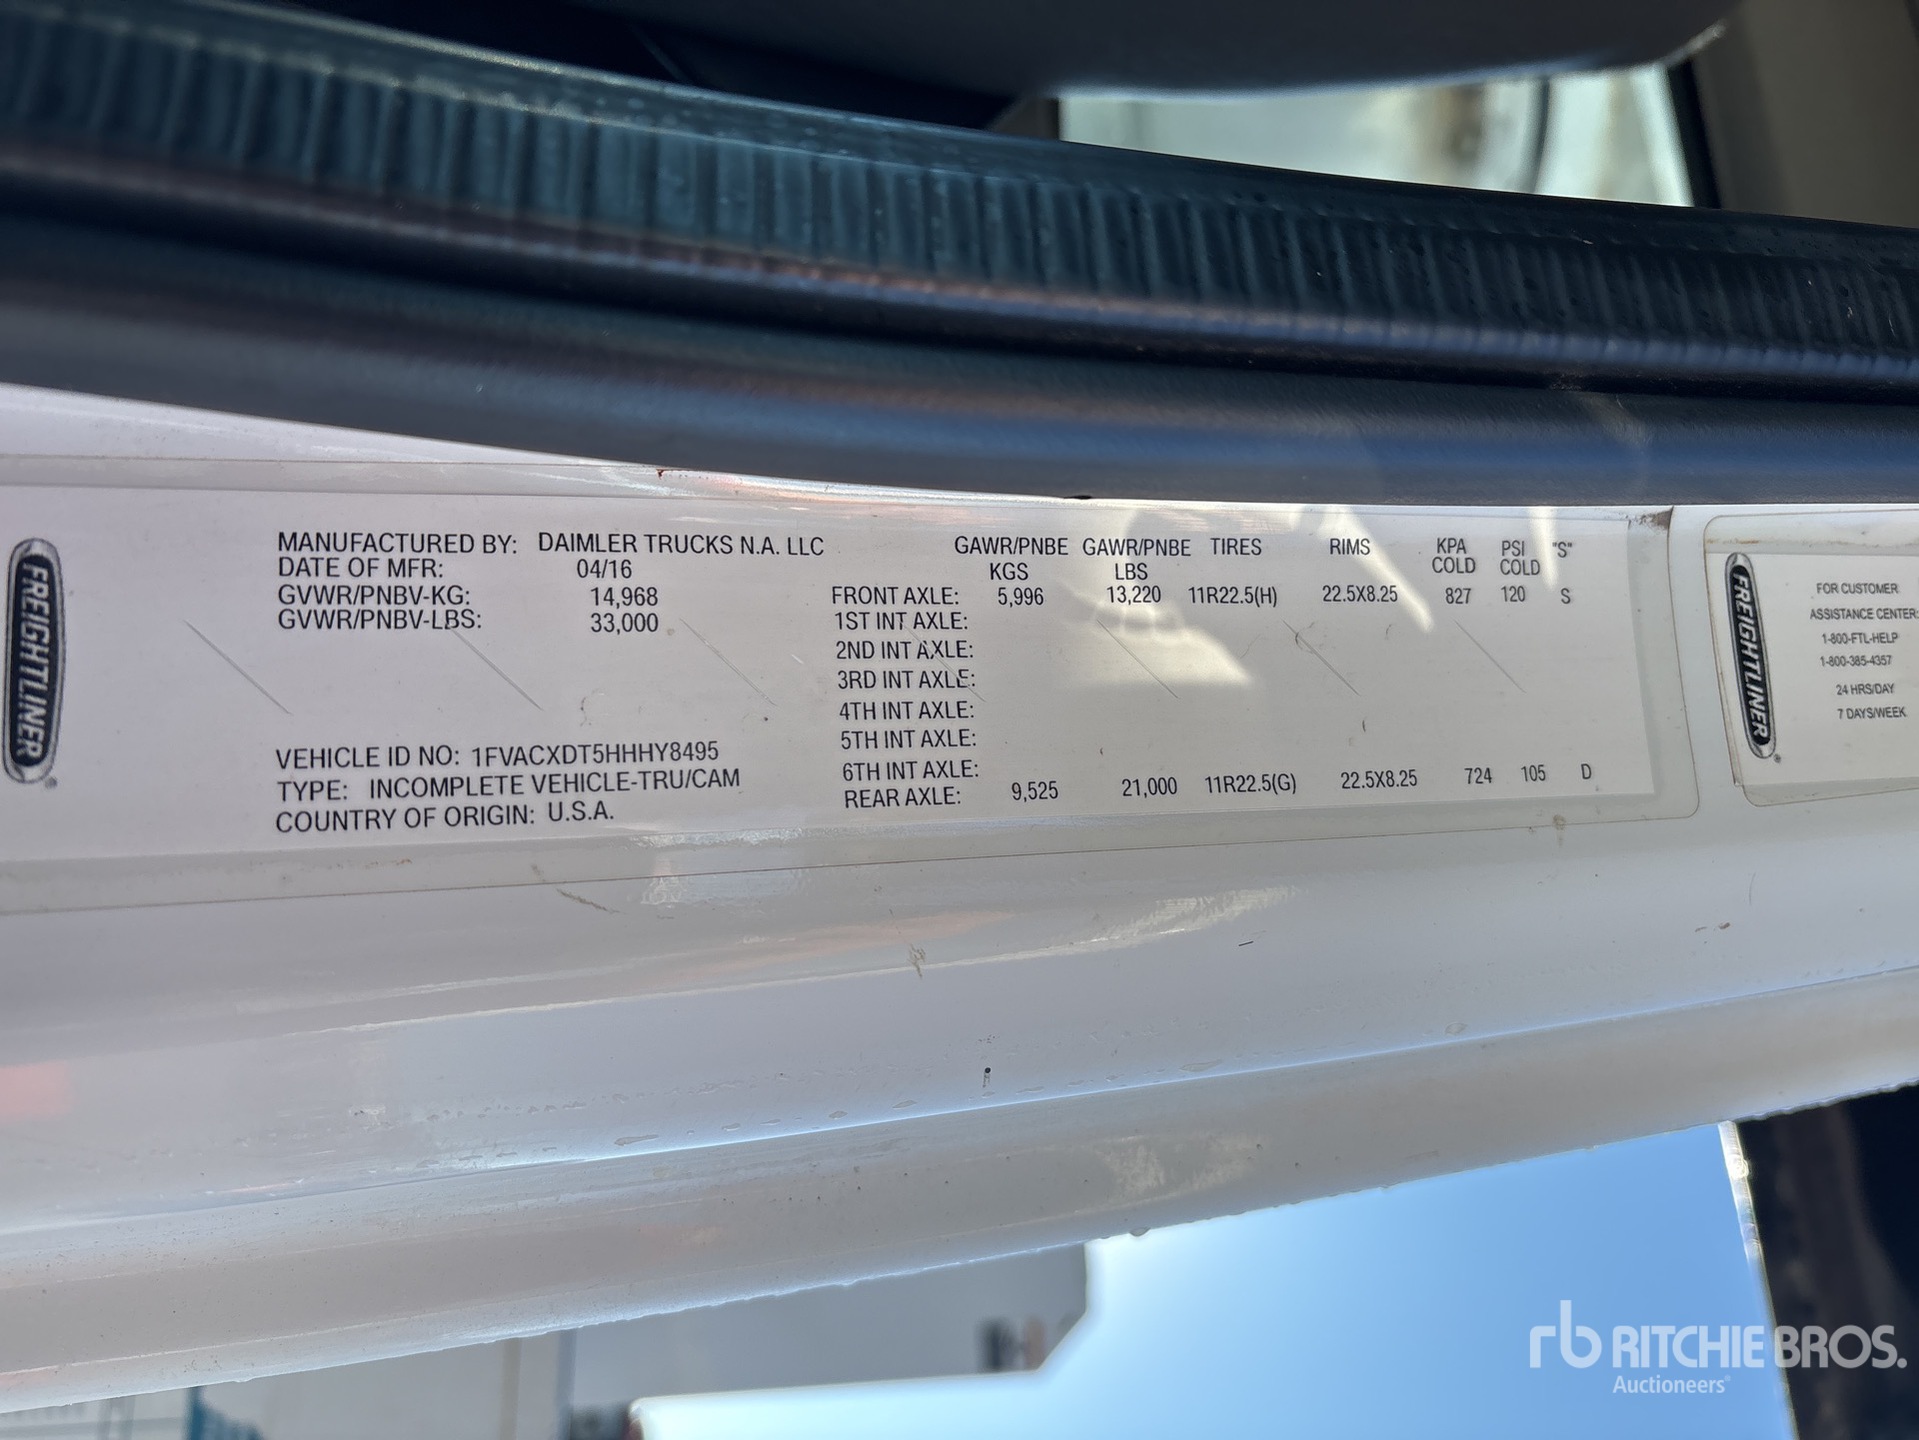 FREIGHTLINER
MANUFACTURED BY: DAIMLER TRUCKS N.A. LLC
DATE OF MFR: 04/16
GVWR/PNBV-KG: 14,968
GVWR/PNBV-LBS: 33,000
VEHICLE ID NO: 1FVACXDT5HHHY8495
TYPE: INCOMPLETE VEHICLE-TRU/CAM
COUNTRY OF ORIGIN: U.S.A.
GAWR/PNBE GAWR/PNBE TIRES RIMS KPA PSI "S"
KGS LBS COLD COLD
FRONT AXLE: 5,996 13,220 11R22.5(H) 22.5X8.25 827 120 S
1ST INT AXLE:
2ND INT AXLE:
3RD INT AXLE:
4TH INT AXLE:
5TH INT AXLE:
6TH INT AXLE:
REAR AXLE: 9,525 21,000 11R22.5(G) 22.5X8.25 724 105 D
FREIGHTLINER
FOR CUSTOMER
ASSISTANCE CENTER:
1-800-FTL-HELP
1-800-385-4357
24 HRS/DAY
7 DAYS/WEEK
rb RITCHIE BROS.
Auctioneers